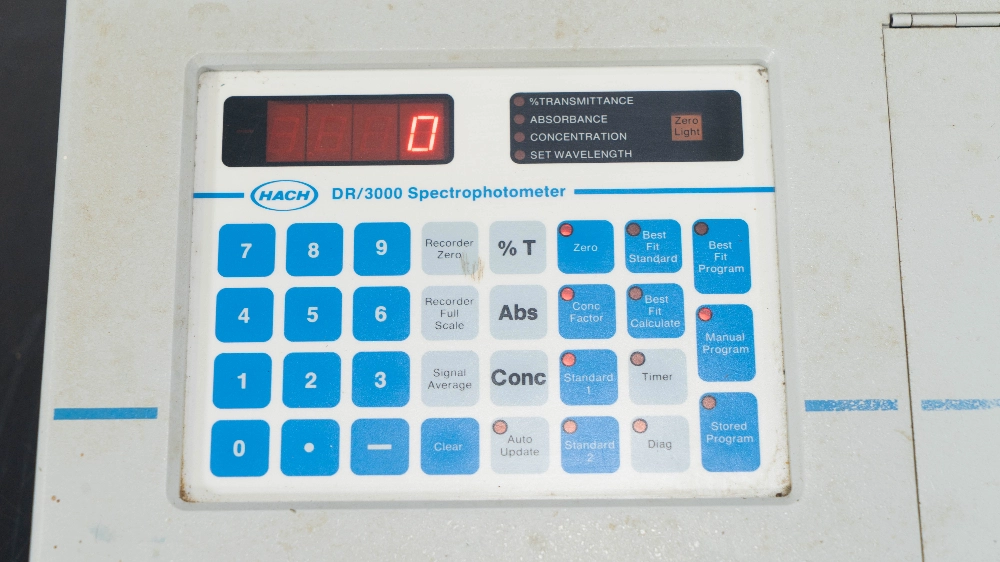 0
%TRANSMITTANCE
ABSORBANCE
CONCENTRATION
SET WAVELENGTH
Zero
Light
HACH DR/3000 Spectrophotometer
7 8 9
Recorder
Zero
% T
Zero
Best
Fit
Standard
Best
Fit
Program
4 5 6
Recorder
Full
Scale
Abs
Conc
Factor
Best
Fit
Calculate
Manual
Program
1 2 3
Signal
Average
Conc
Standard
1
Timer
Stored
Program
0 • —
Clear
Auto
Update
Standard
2
Diag